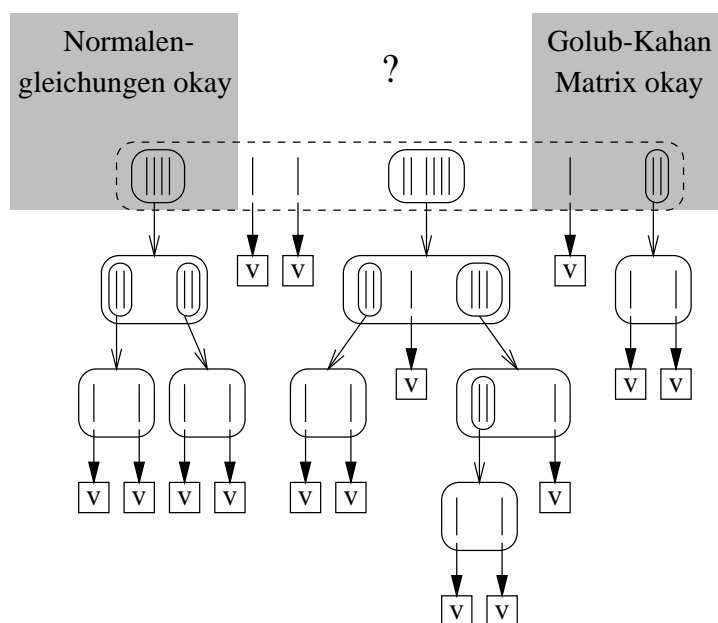 Normalen-
gleichungen okay
?
Golub-Kahan
Matrix okay
v v v
v v v
v v v v v v v
v v